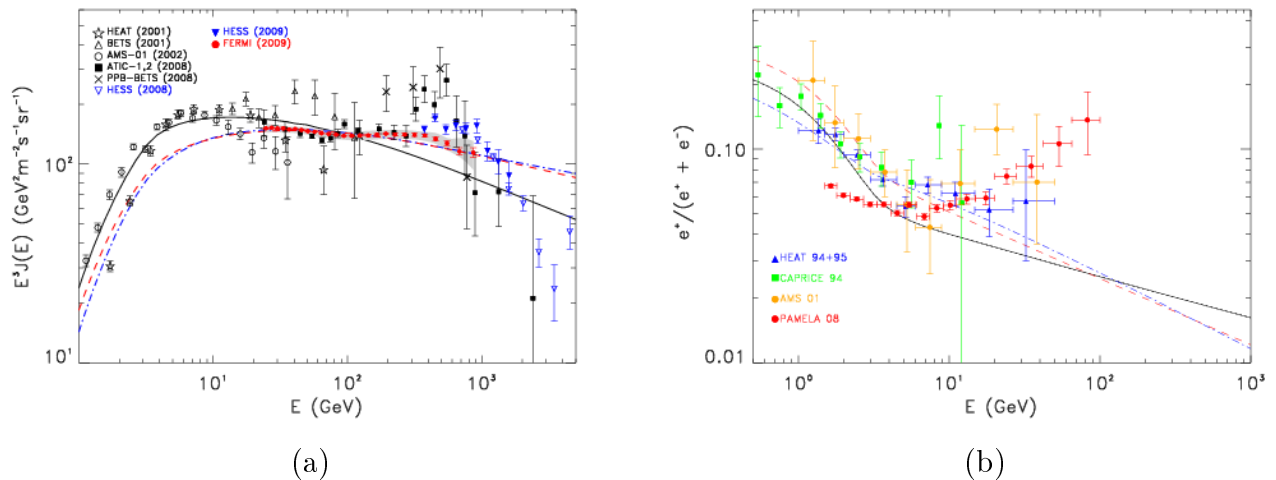 HEAT (2001)
BETS (2001)
AMS-01 (2002)
ATIC-1,2 (2008)
PPB-BETS (2008)
HESS (2008)
HESS (2009)
FERMI (2009)
E³J(E) (GeV²m⁻²s⁻¹sr⁻¹)
10²
10¹
10¹ 10² 10³
E (GeV)
(a)
e⁺/(e⁺ + e⁻)
0.10
0.01
HEAT 94+95
CAPRICE 94
AMS 01
PAMELA 08
10⁰ 10¹ 10² 10³
E (GeV)
(b)